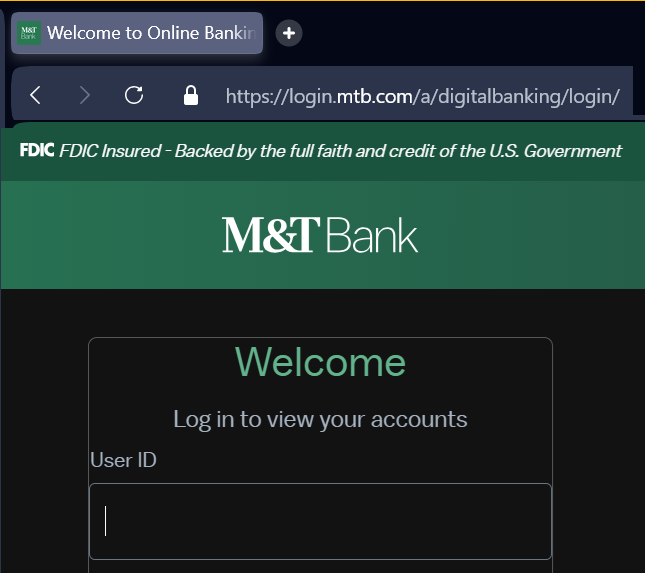 M&T Bank
Welcome to Online Bankin
https://login.mtb.com/a/digitalbanking/login/
FDIC FDIC Insured - Backed by the full faith and credit of the U.S. Government
M&T Bank
Welcome
Log in to view your accounts
User ID